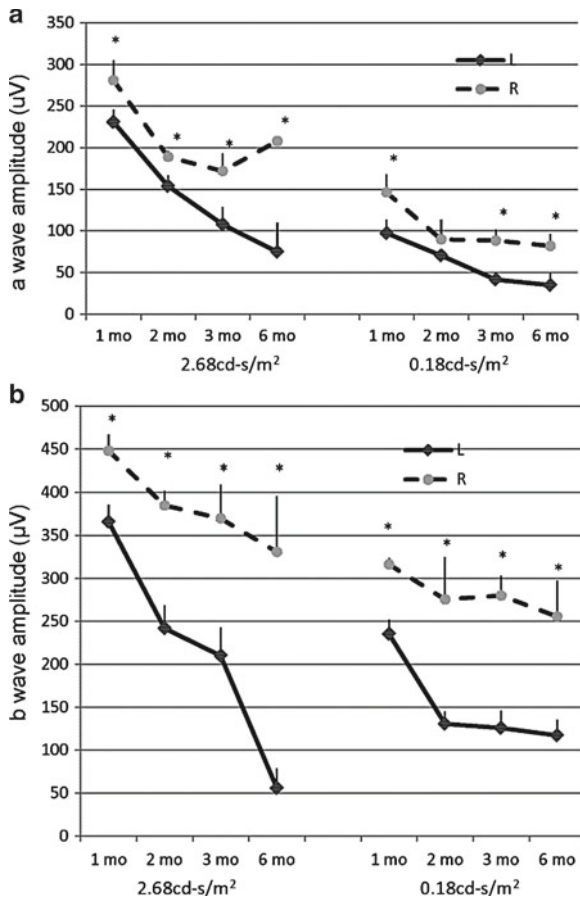 a
350
300
250
200
150
100
50
0
a wave amplitude (uV)
* * * * * * *
L
R
1 mo 2 mo 3 mo 6 mo 1 mo 2 mo 3 mo 6 mo
2.68cd-s/m² 0.18cd-s/m²
b
500
450
400
350
300
250
200
150
100
50
0
b wave amplitude (µV)
* * * * * * * *
L
R
1 mo 2 mo 3 mo 6 mo 1 mo 2 mo 3 mo 6 mo
2.68cd-s/m² 0.18cd-s/m²